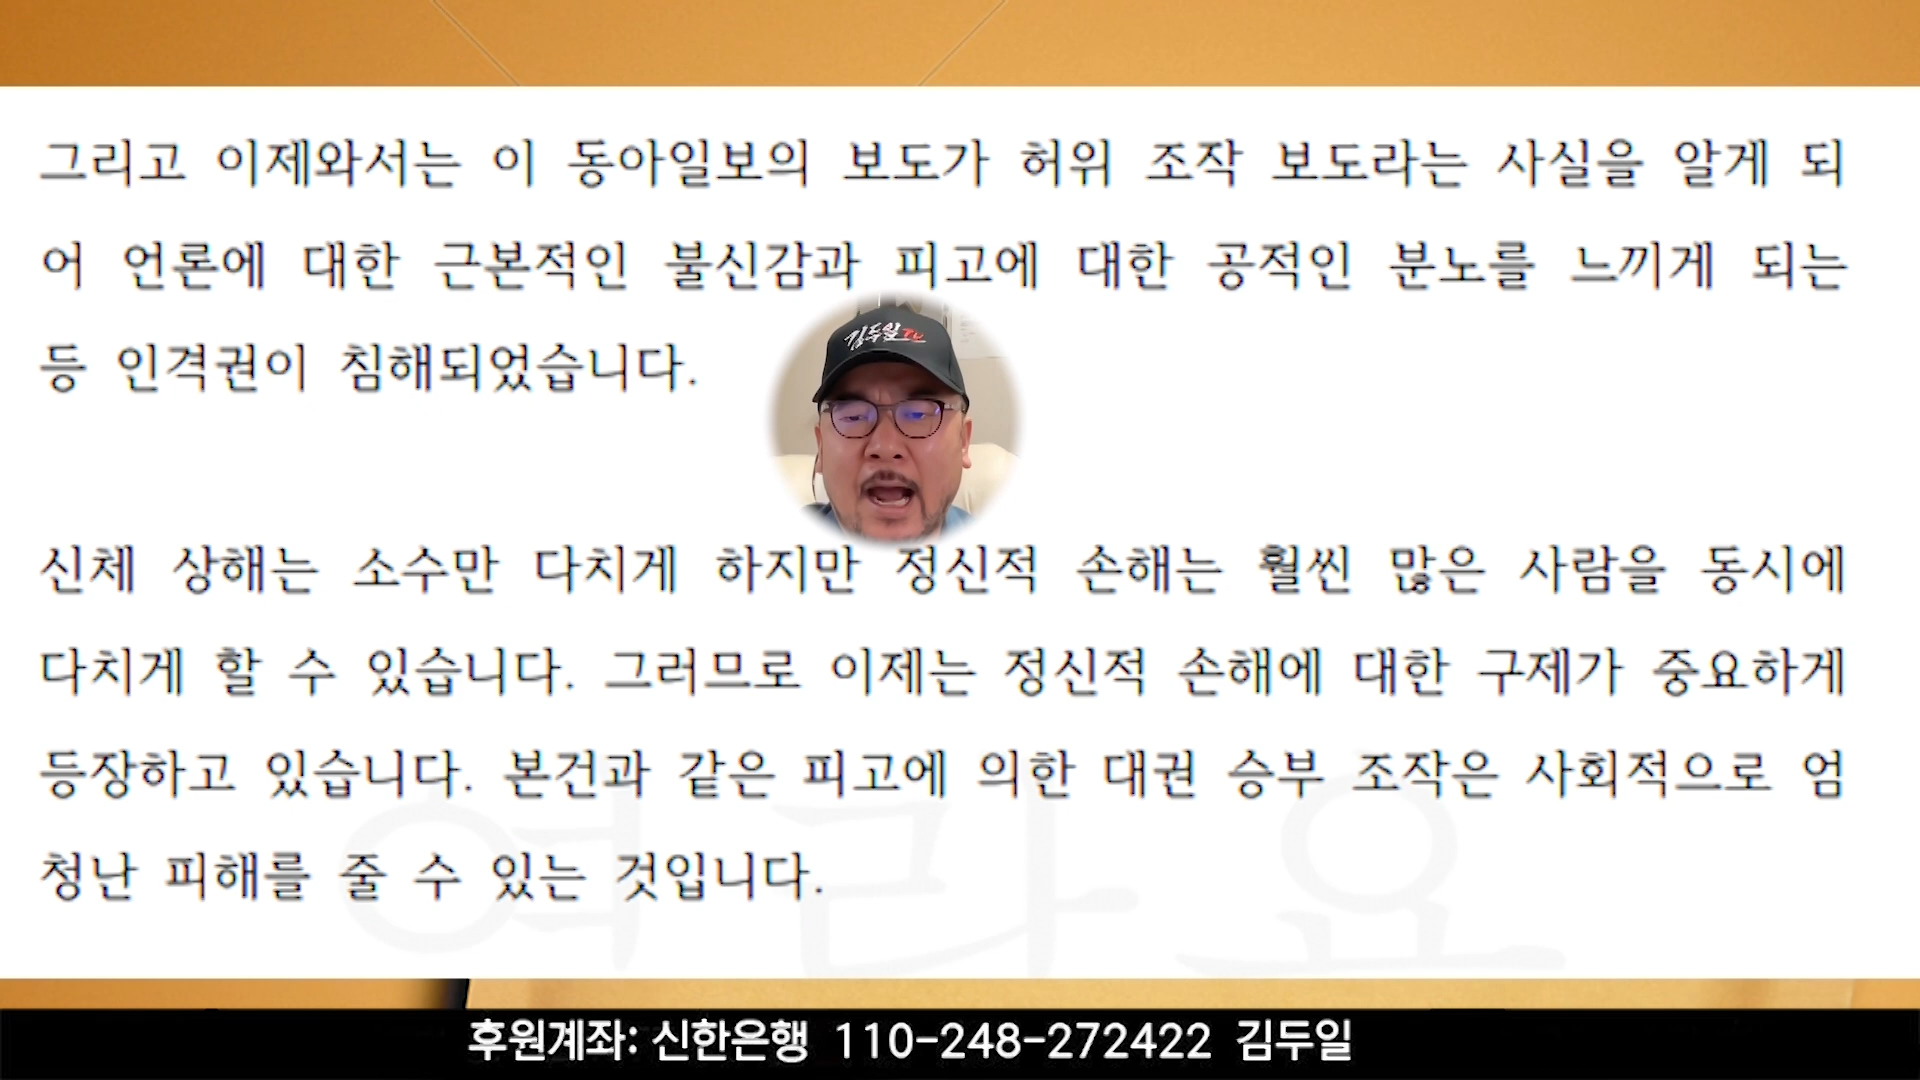 그리고 이제와서는 이 동아일보의 보도가 허위 조작 보도라는 사실을 알게 되
어 언론에 대한 근본적인 불신감과 피고에 대한 공적인 분노를 느끼게 되는
등 인격권이 침해되었습니다.
김두일TV
신체 상해는 소수만 다치게 하지만 정신적 손해는 훨씬 많은 사람을 동시에
다치게 할 수 있습니다. 그러므로 이제는 정신적 손해에 대한 구제가 중요하게
등장하고 있습니다. 본건과 같은 피고에 의한 대권 승부 조작은 사회적으로 엄
청난 피해를 줄 수 있는 것입니다.
여라요
후원계좌: 신한은행 110-248-272422 김두일